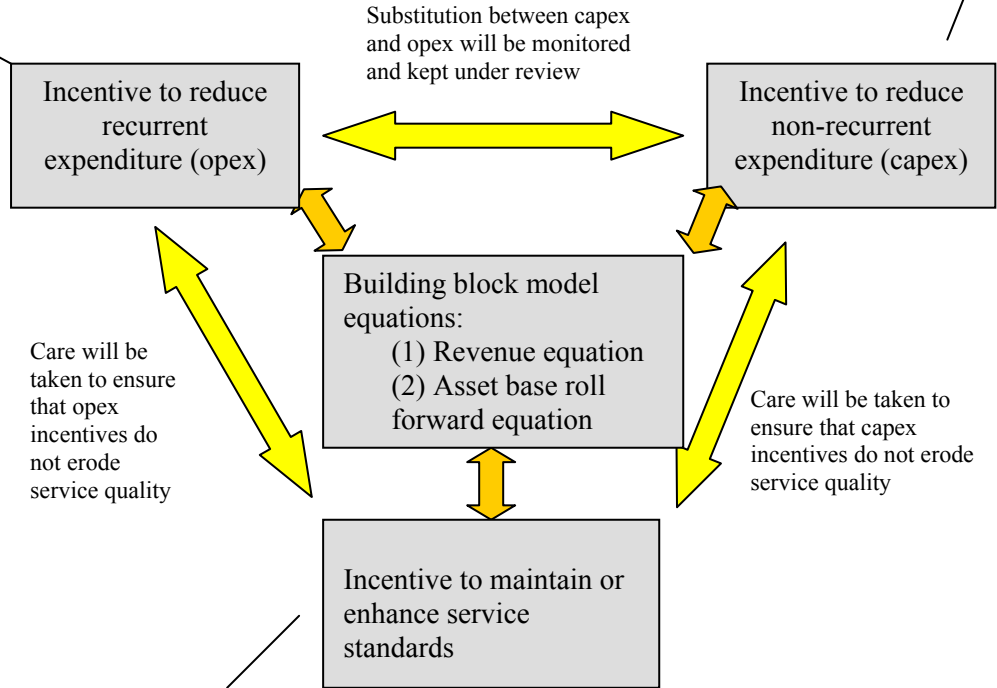 Substitution between capex
and opex will be monitored
and kept under review
Incentive to reduce
recurrent
expenditure (opex)
Incentive to reduce
non-recurrent
expenditure (capex)
Building block model
equations:
(1) Revenue equation
(2) Asset base roll
forward equation
Care will be
taken to ensure
that opex
incentives do
not erode
service quality
Care will be taken to
ensure that capex
incentives do not erode
service quality
Incentive to maintain or
enhance service
standards